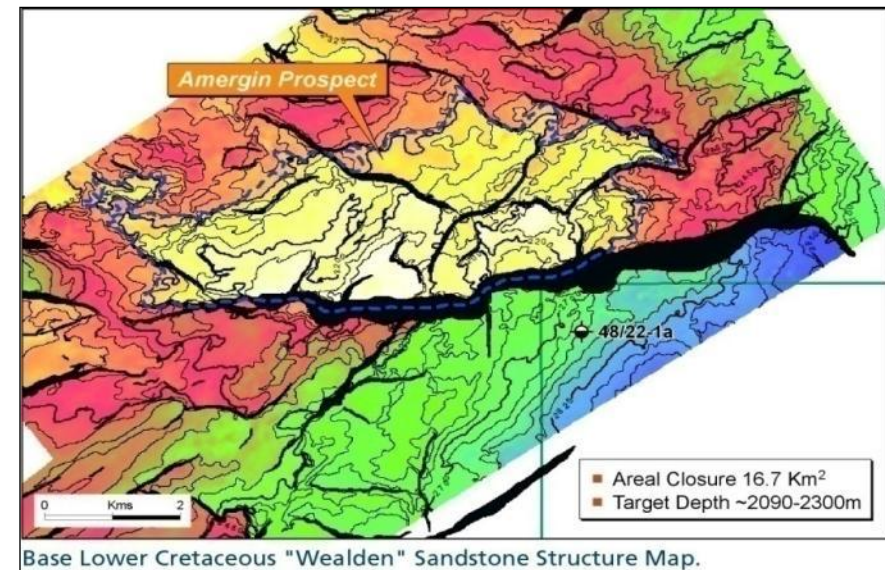 Amergin Prospect
48/22-1a
0 Kms 2
Areal Closure 16.7 Km²
Target Depth ~2090-2300m
Base Lower Cretaceous "Wealden" Sandstone Structure Map.